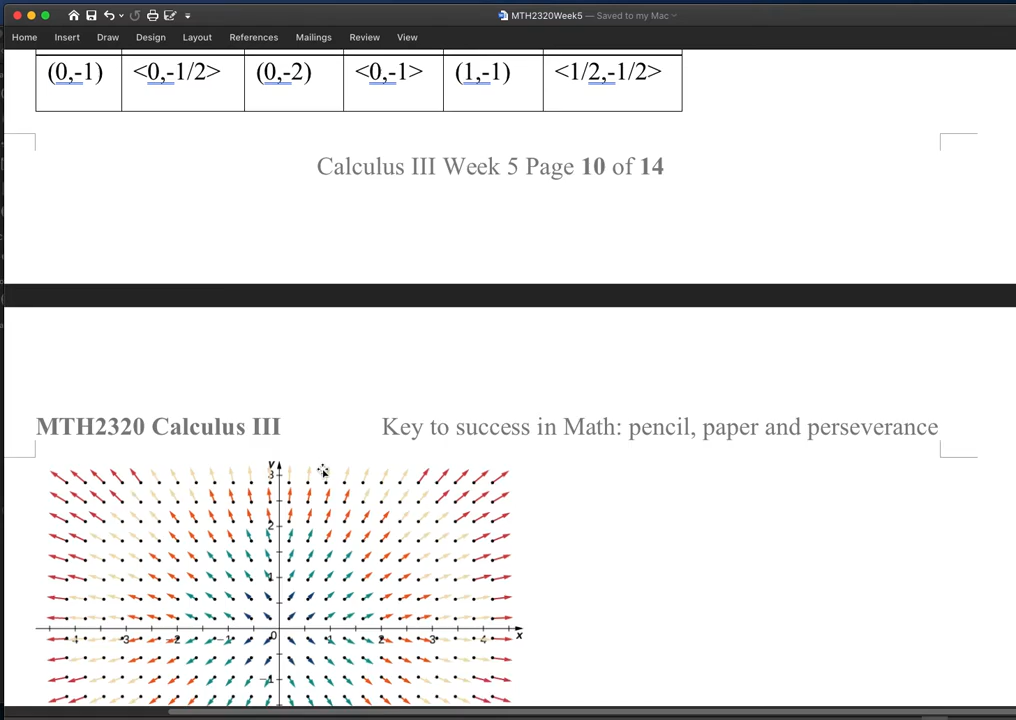 MTH2320Week5 — Saved to my Mac
Home Insert Draw Design Layout References Mailings Review View
(0,-1) <0,-1/2> (0,-2) <0,-1> (1,-1) <1/2,-1/2>
Calculus III Week 5 Page 10 of 14
MTH2320 Calculus III Key to success in Math: pencil, paper and perseverance
y
3
2
1
-4 -3 -2 -1 0 1 2 3 4 x
-1